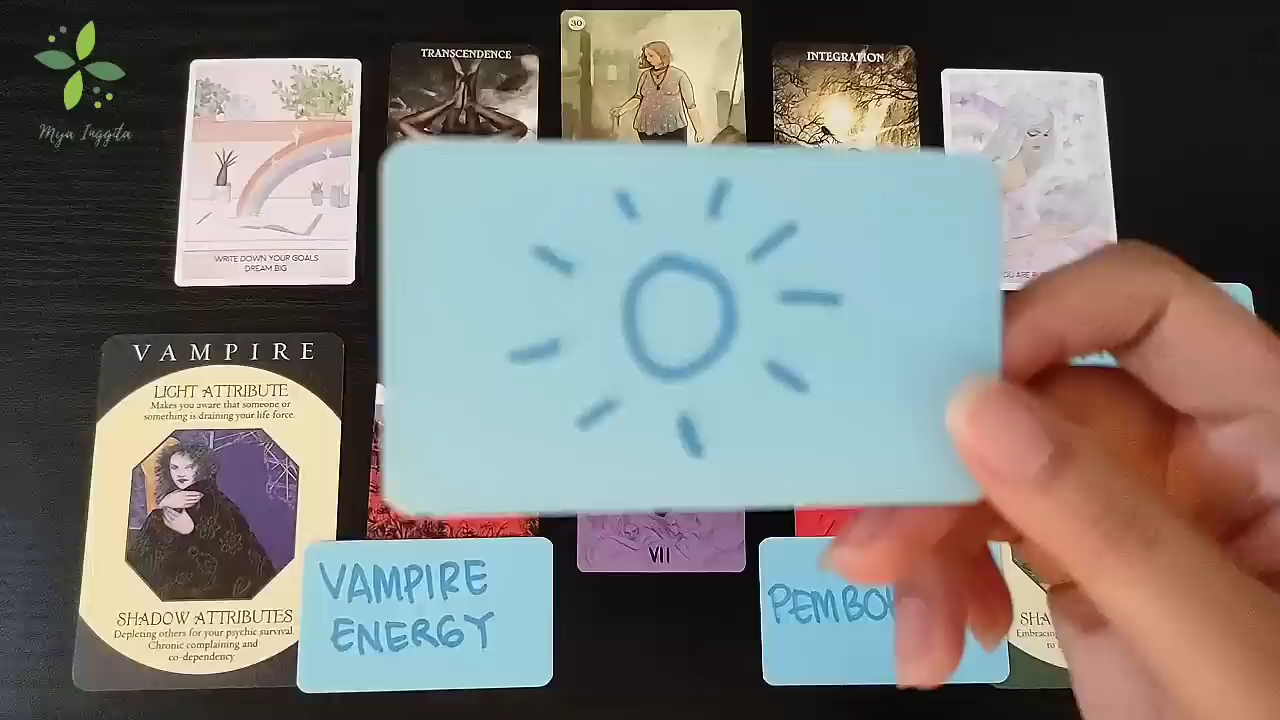 Mya Inggita
TRANSCENDENCE
30
INTEGRATION
WRITE DOWN YOUR GOALS
DREAM BIG
VAMPIRE
LIGHT ATTRIBUTE
Makes you aware that someone or
something is draining your life force.
SHADOW ATTRIBUTES
Depleting others for your psychic survival.
Chronic complaining and
co-dependency
VAMPIRE
ENERGY
VII